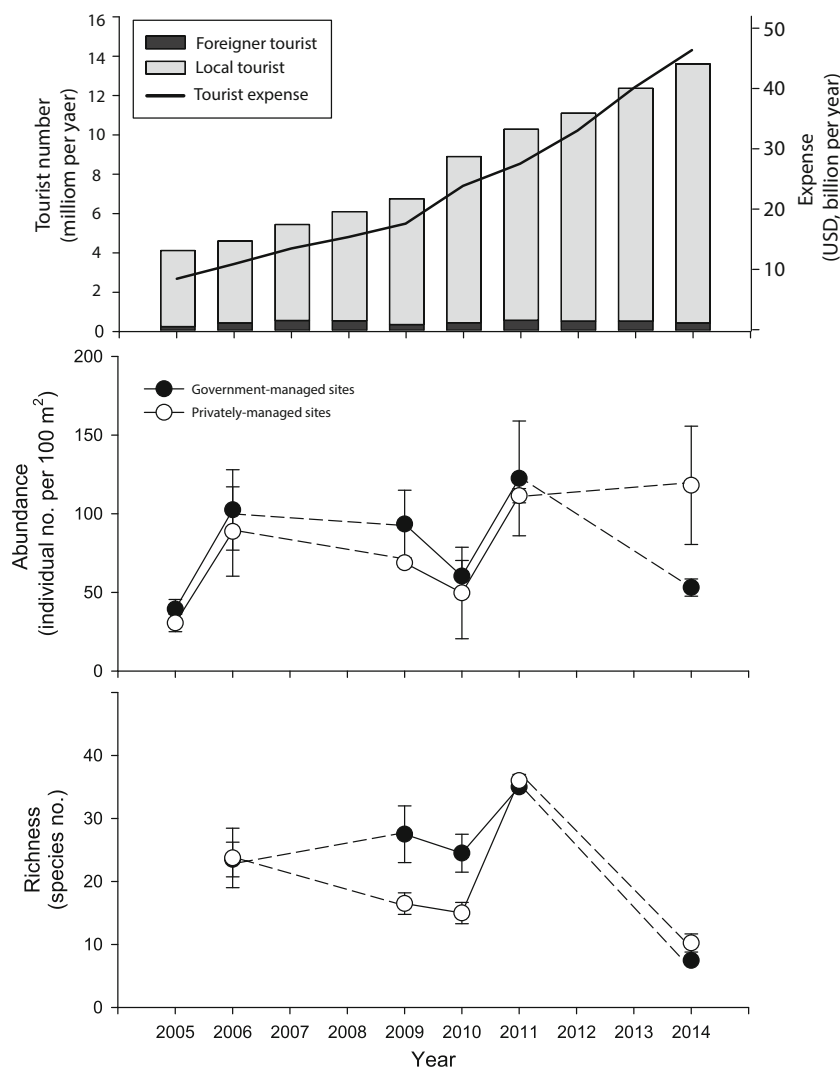 16
14
12
10
8
6
4
2
0
Tourist number
(milliom per yaer)
Foreigner tourist
Local tourist
Tourist expense
50
40
30
20
10
Expense
(USD, billion per year)
200
150
100
50
0
Abundance
(individual no. per 100 m²)
Government-managed sites
Privately-managed sites
40
30
20
10
0
Richness
(species no.)
2005 2006 2007 2008 2009 2010 2011 2012 2013 2014
Year